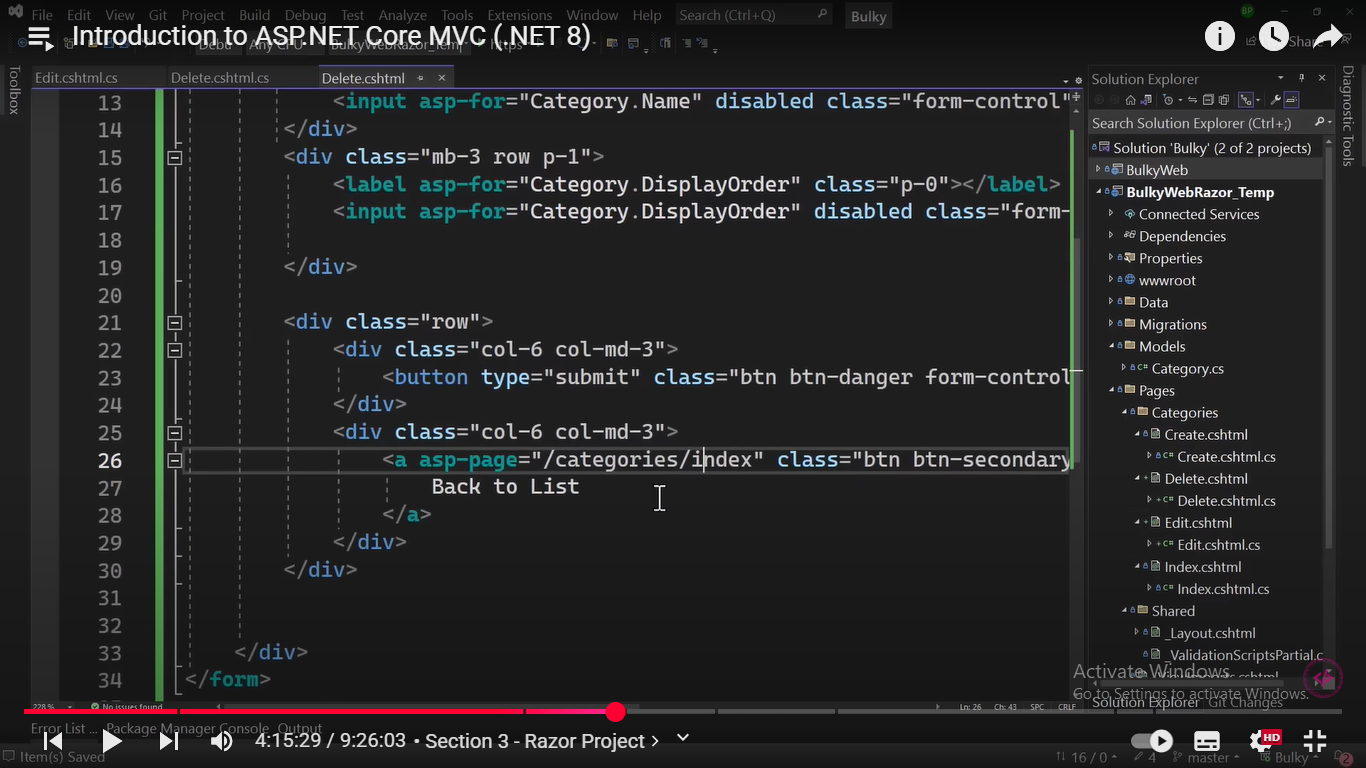 File Edit View Git Project Build Debug Test Analyze Tools Extensions Window Help Search (Ctrl+Q) Bulky
Introduction to ASP.NET Core MVC (.NET 8)
Edit.cshtml.cs Delete.cshtml.cs Delete.cshtml
Toolbox
13 <input asp-for="Category.Name" disabled class="form-control"
14 </div>
15 <div class="mb-3 row p-1">
16 <label asp-for="Category.DisplayOrder" class="p-0"></label>
17 <input asp-for="Category.DisplayOrder" disabled class="form-
18
19 </div>
20
21 <div class="row">
22 <div class="col-6 col-md-3">
23 <button type="submit" class="btn btn-danger form-control
24 </div>
25 <div class="col-6 col-md-3">
26 <a asp-page="/categories/index" class="btn btn-secondary
27 Back to List
28 </a>
29 </div>
30 </div>
31
32
33 </div>
34 </form>
Solution Explorer
Search Solution Explorer (Ctrl+;)
Solution 'Bulky' (2 of 2 projects)
BulkyWeb
BulkyWebRazor_Temp
Connected Services
Dependencies
Properties
wwwroot
Data
Migrations
Models
C# Category.cs
Pages
Categories
Create.cshtml
C# Create.cshtml.cs
Delete.cshtml
C# Delete.cshtml.cs
Edit.cshtml
C# Edit.cshtml.cs
Index.cshtml
C# Index.cshtml.cs
Shared
_Layout.cshtml
_ValidationScriptsPartial.c
Diagnostic Tools
Activate Windows
Go to Settings to activate Windows.
Solution Explorer Git Changes
228 % No issues found Ln: 26 Ch: 43 SPC CRLF
Error List ... Package Manager Console Output
4:15:29 / 9:26:03 • Section 3 - Razor Project
HD
Item(s) Saved 16 / 0 4 master Bulky 2